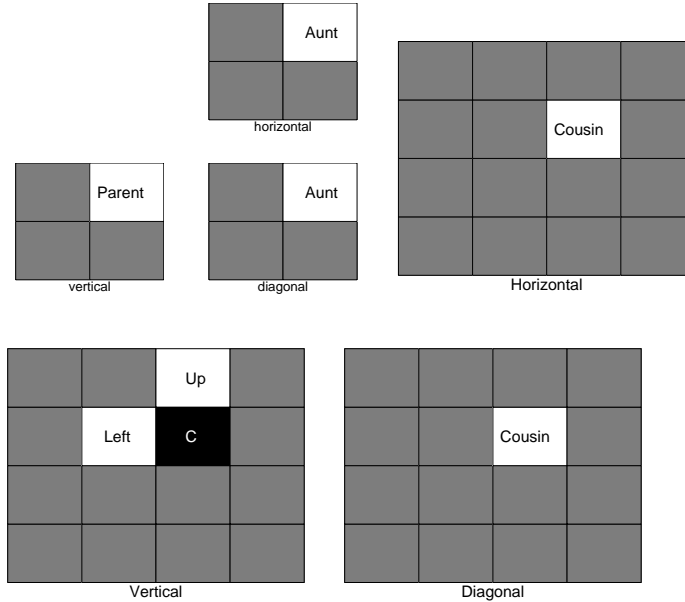 Aunt
horizontal
Cousin
Parent
Aunt
vertical
diagonal
Horizontal
Up
Left
C
Cousin
Vertical
Diagonal